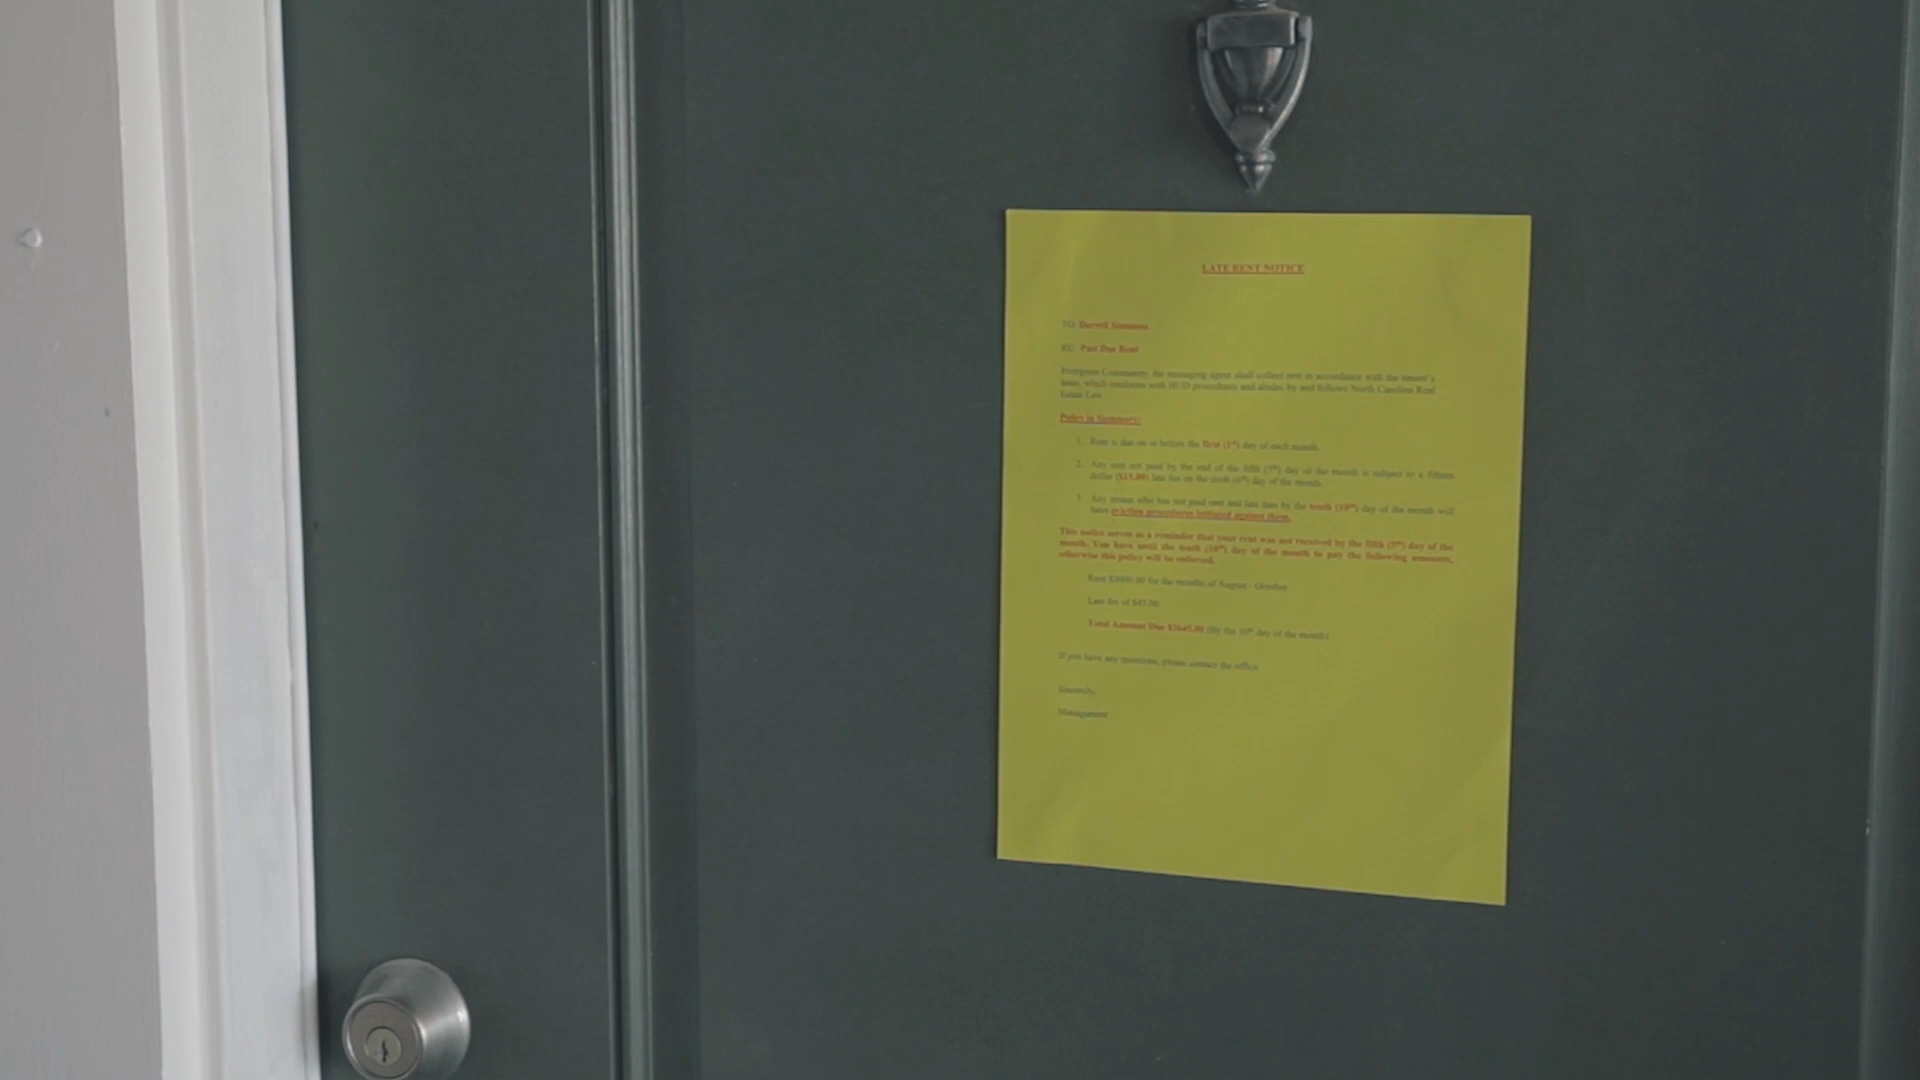 LATE RENT NOTICE
TO: Darrell Simmons
RE: Past Due Rent
Evergreen Community, the managing agent shall collect rent in accordance with the tenant's
lease, which conforms with HUD procedures and abides by and follows North Carolina Real
Estate Law.
Policy in Summary:
1. Rent is due on or before the first (1st) day of each month.
2. Any rent not paid by the end of the fifth (5th) day of the month is subject to a fifteen
dollar ($15.00) late fee on the sixth (6th) day of the month.
3. Any tenant who has not paid rent and late fees by the tenth (10th) day of the month will
have eviction procedures initiated against them.
This notice serves as a reminder that your rent was not received by the fifth (5th) day of the
month. You have until the tenth (10th) day of the month to pay the following amounts,
otherwise this policy will be enforced.
Rent $3600.00 for the months of August - October
Late fee of $45.00
Total Amount Due $3645.00 (By the 10th day of the month)
If you have any questions, please contact the office.
Sincerely,
Management